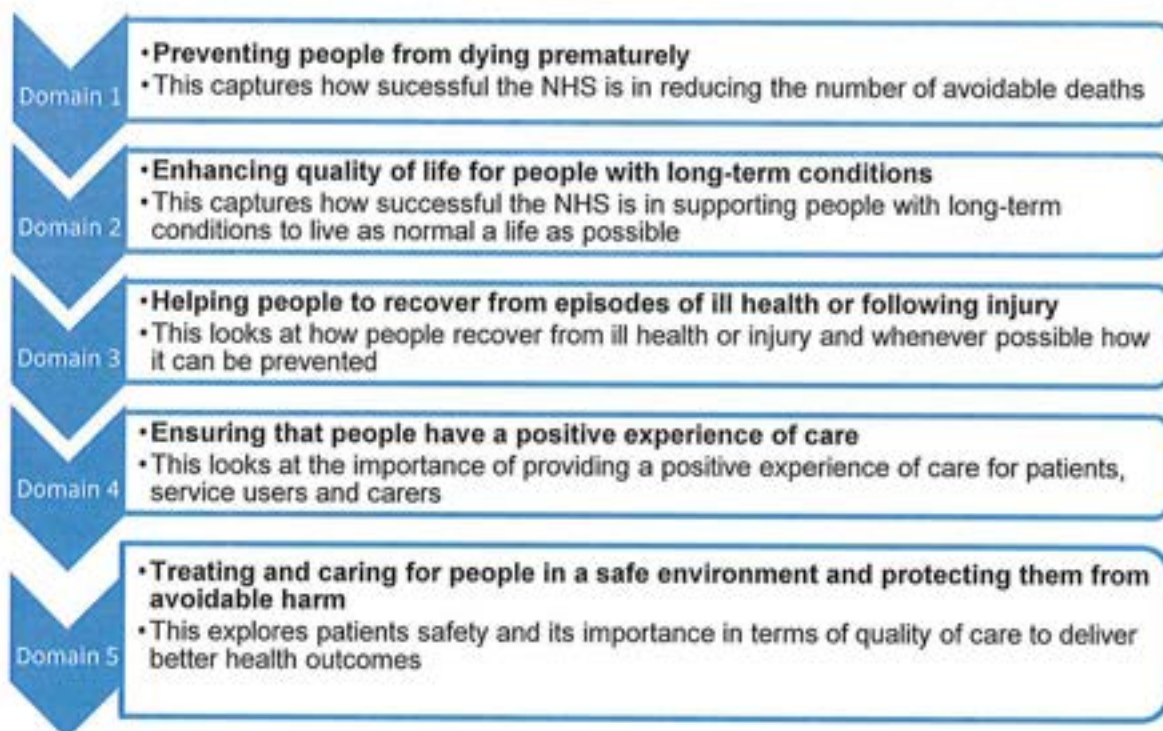 Domain 1
•Preventing people from dying prematurely
•This captures how sucessful the NHS is in reducing the number of avoidable deaths
Domain 2
•Enhancing quality of life for people with long-term conditions
•This captures how successful the NHS is in supporting people with long-term
conditions to live as normal a life as possible
Domain 3
•Helping people to recover from episodes of ill health or following injury
•This looks at how people recover from ill health or injury and whenever possible how
it can be prevented
Domain 4
•Ensuring that people have a positive experience of care
•This looks at the importance of providing a positive experience of care for patients,
service users and carers
Domain 5
•Treating and caring for people in a safe environment and protecting them from
avoidable harm
•This explores patients safety and its importance in terms of quality of care to deliver
better health outcomes